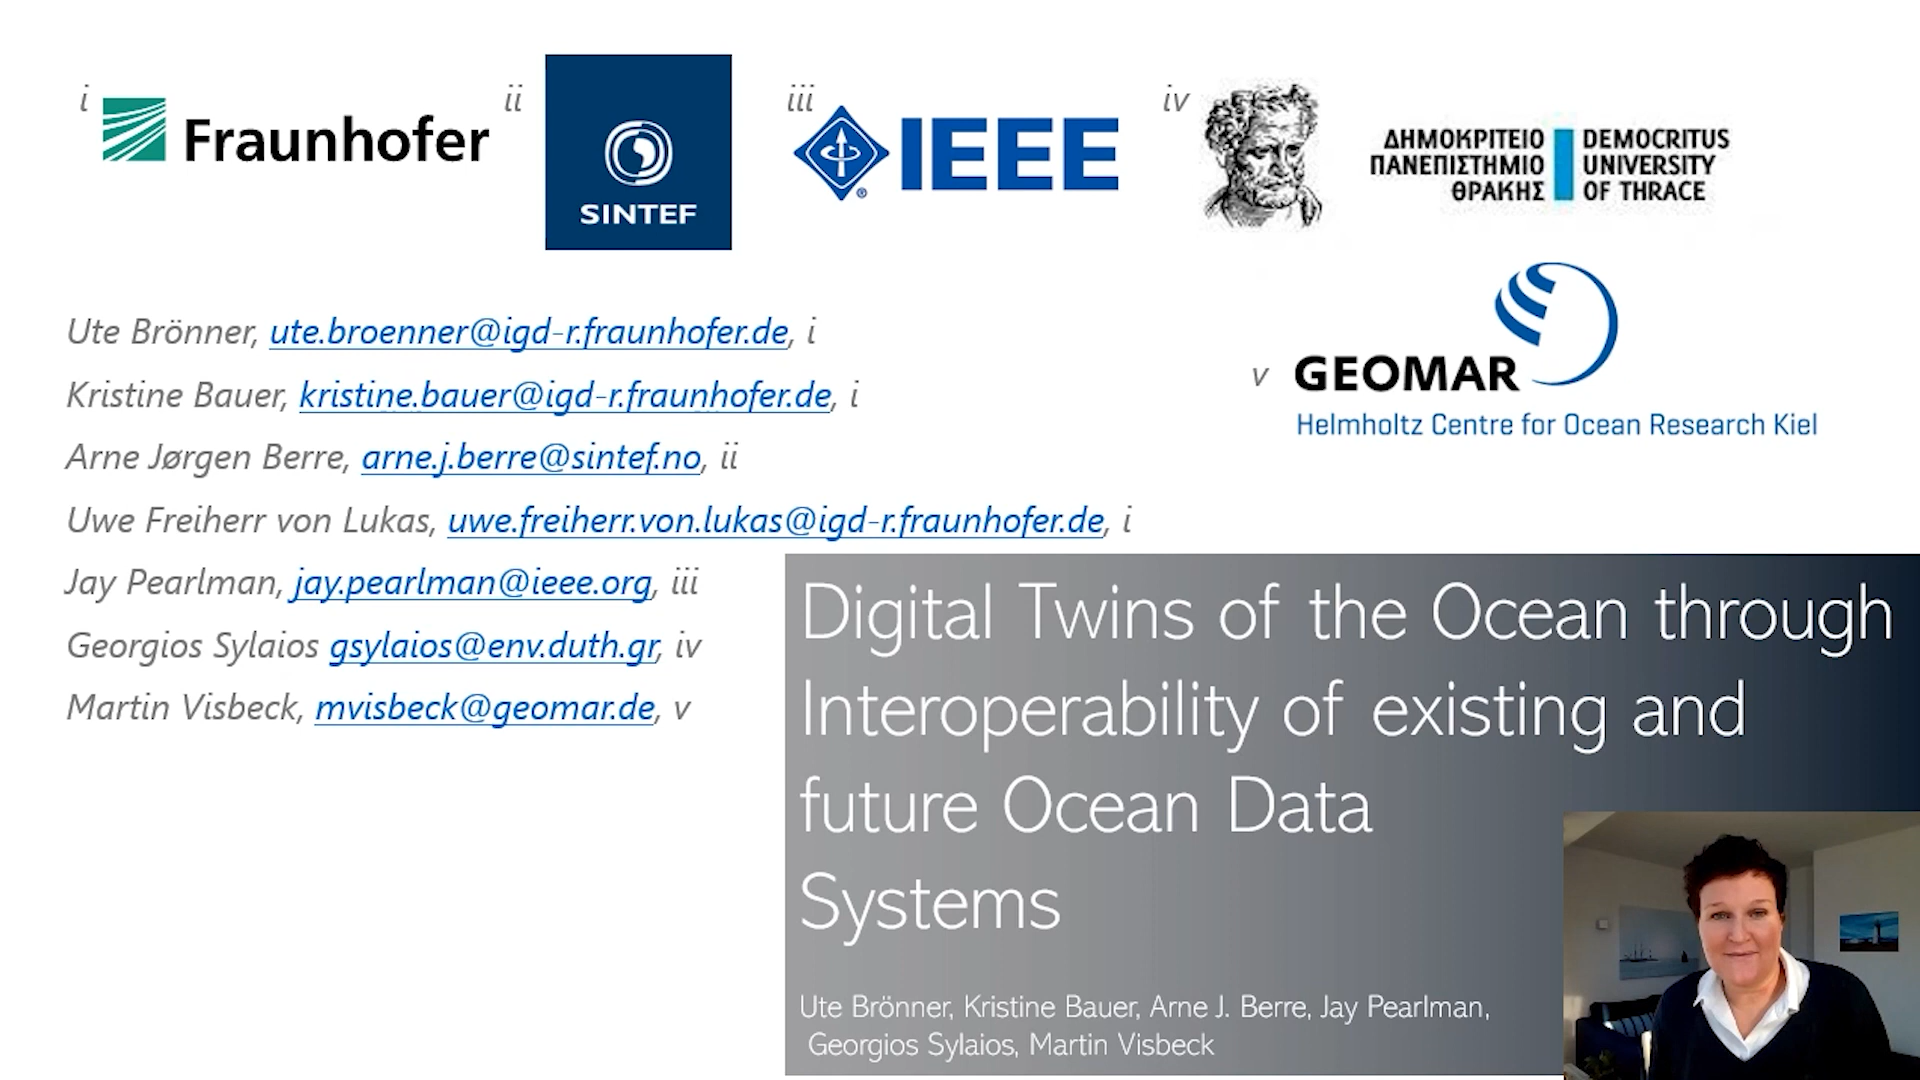 i
Fraunhofer
ii
SINTEF
iii
IEEE
iv
ΔΗΜΟΚΡΙΤΕΙΟ
ΠΑΝΕΠΙΣΤΗΜΙΟ
ΘΡΑΚΗΣ
DEMOCRITUS
UNIVERSITY
OF THRACE
v
GEOMAR
Helmholtz Centre for Ocean Research Kiel
Ute Brönner, ute.broenner@igd-r.fraunhofer.de, i
Kristine Bauer, kristine.bauer@igd-r.fraunhofer.de, i
Arne Jørgen Berre, arne.j.berre@sintef.no, ii
Uwe Freiherr von Lukas, uwe.freiherr.von.lukas@igd-r.fraunhofer.de, i
Jay Pearlman, jay.pearlman@ieee.org, iii
Georgios Sylaios gsylaios@env.duth.gr, iv
Martin Visbeck, mvisbeck@geomar.de, v
Digital Twins of the Ocean through
Interoperability of existing and
future Ocean Data
Systems
Ute Brönner, Kristine Bauer, Arne J. Berre, Jay Pearlman,
Georgios Sylaios, Martin Visbeck